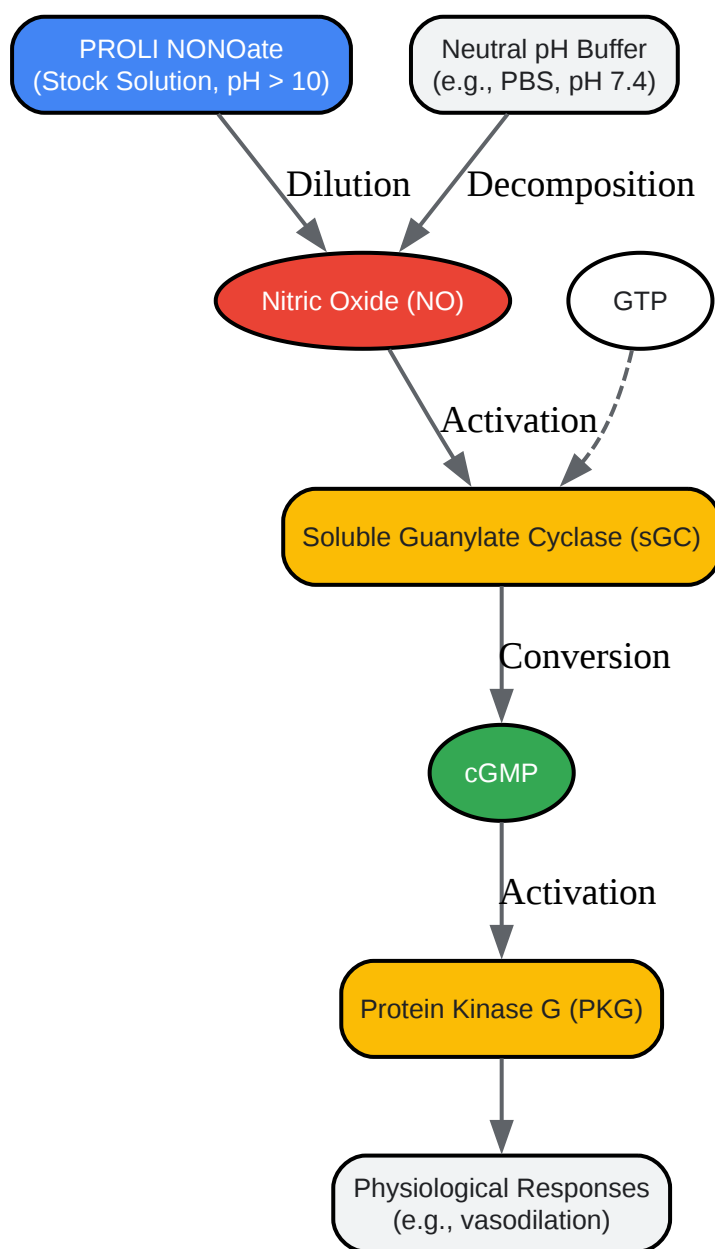 PROLI NONOate
(Stock Solution, pH > 10)
Neutral pH Buffer
(e.g., PBS, pH 7.4)
Dilution
Decomposition
Nitric Oxide (NO)
GTP
Activation
Soluble Guanylate Cyclase (sGC)
Conversion
cGMP
Activation
Protein Kinase G (PKG)
Physiological Responses
(e.g., vasodilation)